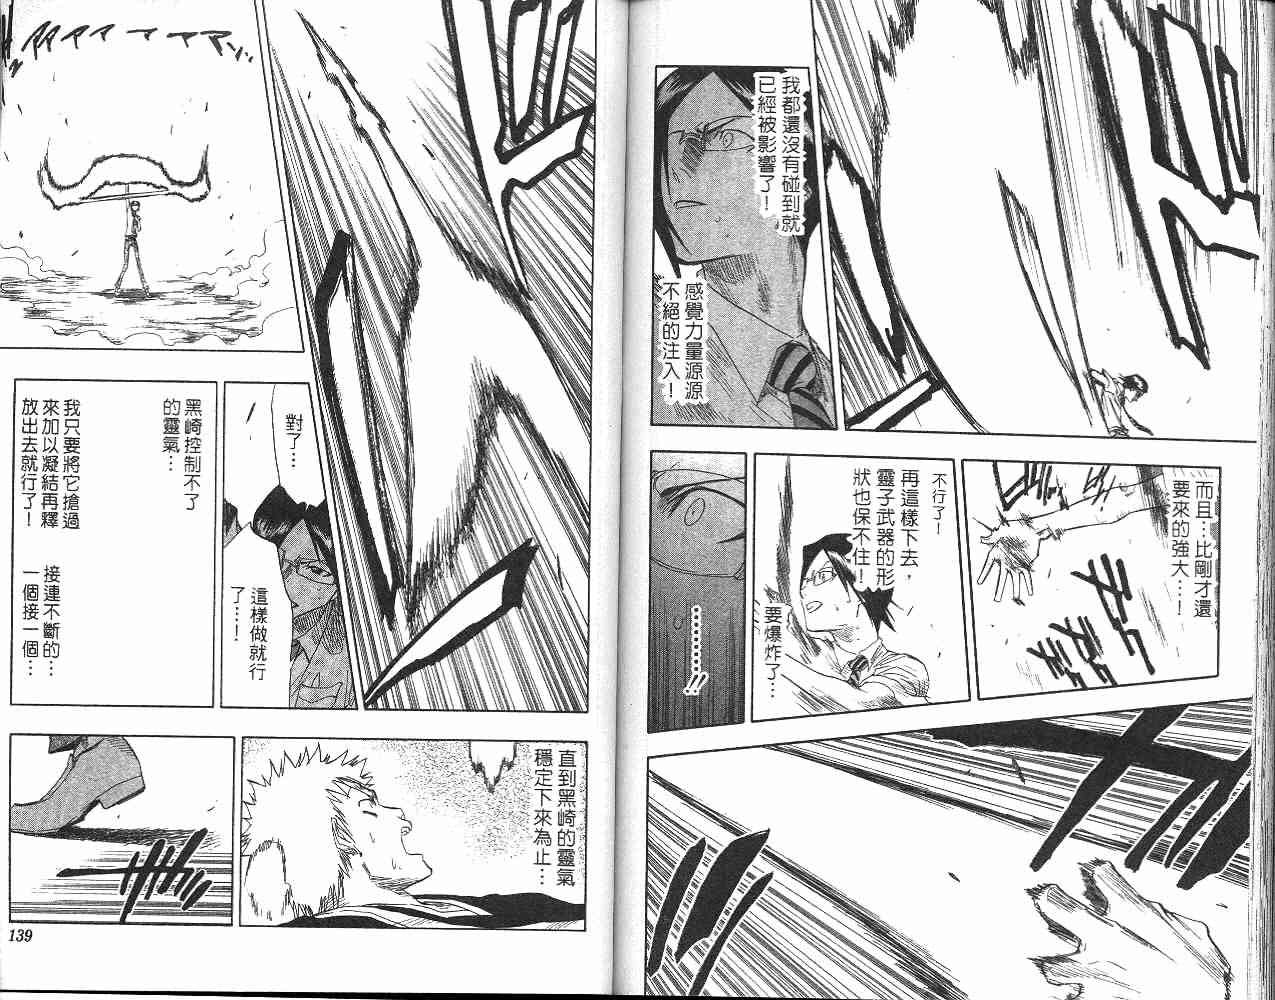 我都還沒有碰到就
已經被影響了！
感覺力量源源
不絕的注入！
而且…比剛才還
要來的強大…！
不行了！
再這樣下去，
靈子武器的形
狀也保不住！
要爆炸了…
………!!
對了…
這樣做就行
了…！
黑崎控制不了
的靈氣…
我只要將它搶過
來加以凝結再釋
放出去就行了！
接連不斷的…
一個接一個…
直到黑崎的靈氣
穩定下來為止…
139